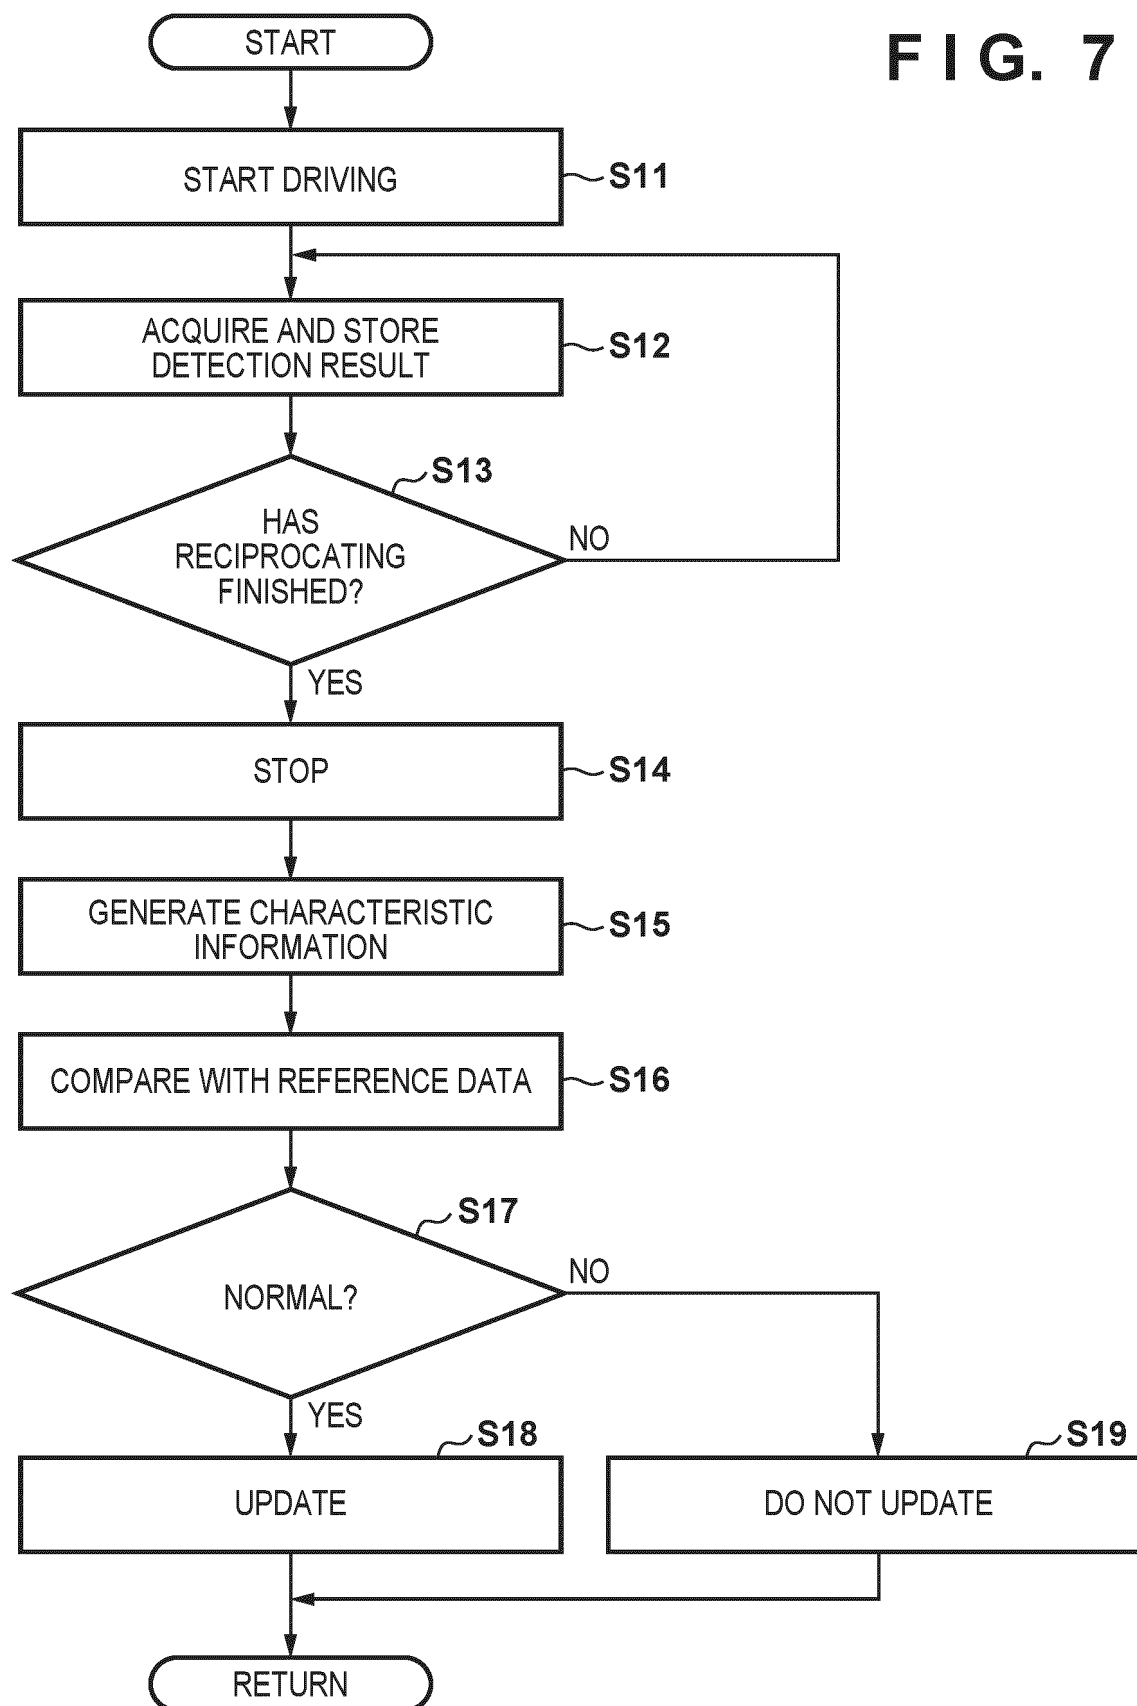 FIG. 7
START
START DRIVING
S11
ACQUIRE AND STORE
DETECTION RESULT
S12
S13
HAS
RECIPROCATING
FINISHED?
NO
YES
STOP
S14
GENERATE CHARACTERISTIC
INFORMATION
S15
COMPARE WITH REFERENCE DATA
S16
S17
NORMAL?
NO
YES
S18
UPDATE
S19
DO NOT UPDATE
RETURN